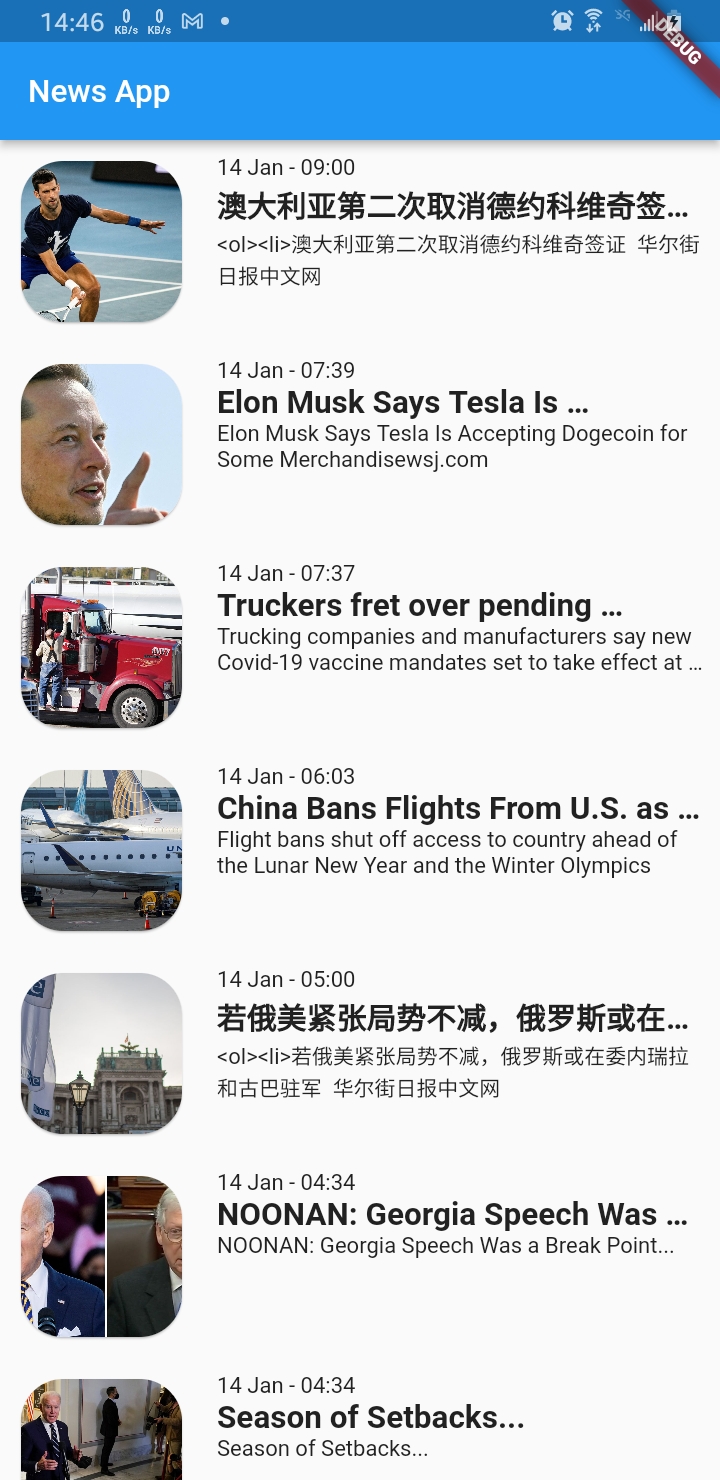 14:46
0 KB/s 0 KB/s
DEBUG
News App
14 Jan - 09:00
澳大利亚第二次取消德约科维奇签...
<ol><li>澳大利亚第二次取消德约科维奇签证 华尔街
日报中文网
14 Jan - 07:39
Elon Musk Says Tesla Is ...
Elon Musk Says Tesla Is Accepting Dogecoin for
Some Merchandisewsj.com
14 Jan - 07:37
Truckers fret over pending ...
Trucking companies and manufacturers say new
Covid-19 vaccine mandates set to take effect at ...
14 Jan - 06:03
China Bans Flights From U.S. as ...
Flight bans shut off access to country ahead of
the Lunar New Year and the Winter Olympics
14 Jan - 05:00
若俄美紧张局势不减，俄罗斯或在...
<ol><li>若俄美紧张局势不减，俄罗斯或在委内瑞拉
和古巴驻军 华尔街日报中文网
14 Jan - 04:34
NOONAN: Georgia Speech Was ...
NOONAN: Georgia Speech Was a Break Point...
14 Jan - 04:34
Season of Setbacks...
Season of Setbacks...